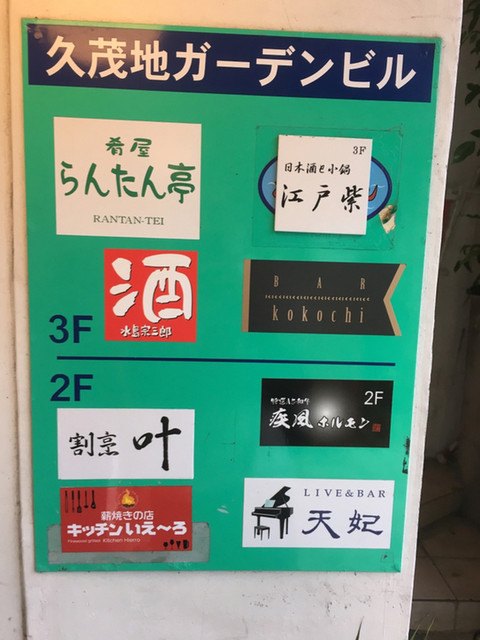 久茂地ガーデンビル
肴屋
らんたん亭
RANTAN-TEI
3F
日本酒と小鍋
江戸紫
酒
3F
BAR
kokochi
2F
割烹 叶
2F
疾風 ホルモン
薪焼きの店
キッチンいえ〜ろ
LIVE&BAR
天妃